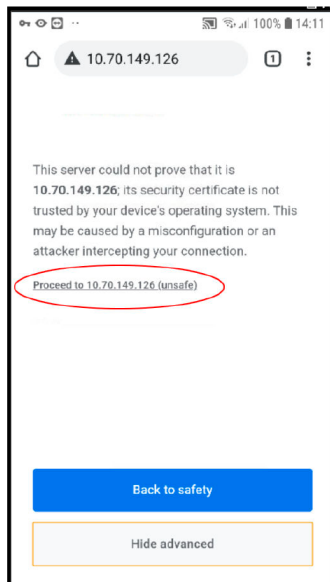 100% 14:11
10.70.149.126 1
This server could not prove that it is
10.70.149.126; its security certificate is not
trusted by your device's operating system. This
may be caused by a misconfiguration or an
attacker intercepting your connection.
Proceed to 10.70.149.126 (unsafe)
Back to safety
Hide advanced